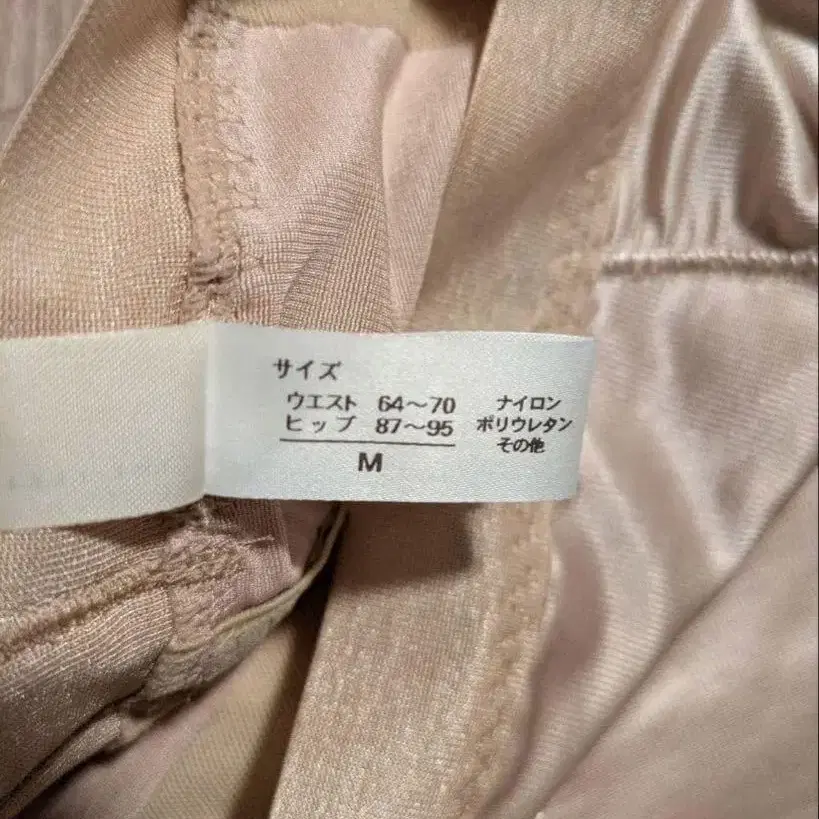 サイズ
ウエスト 64～70
ヒップ 87～95
M
ナイロン
ポリウレタン
その他